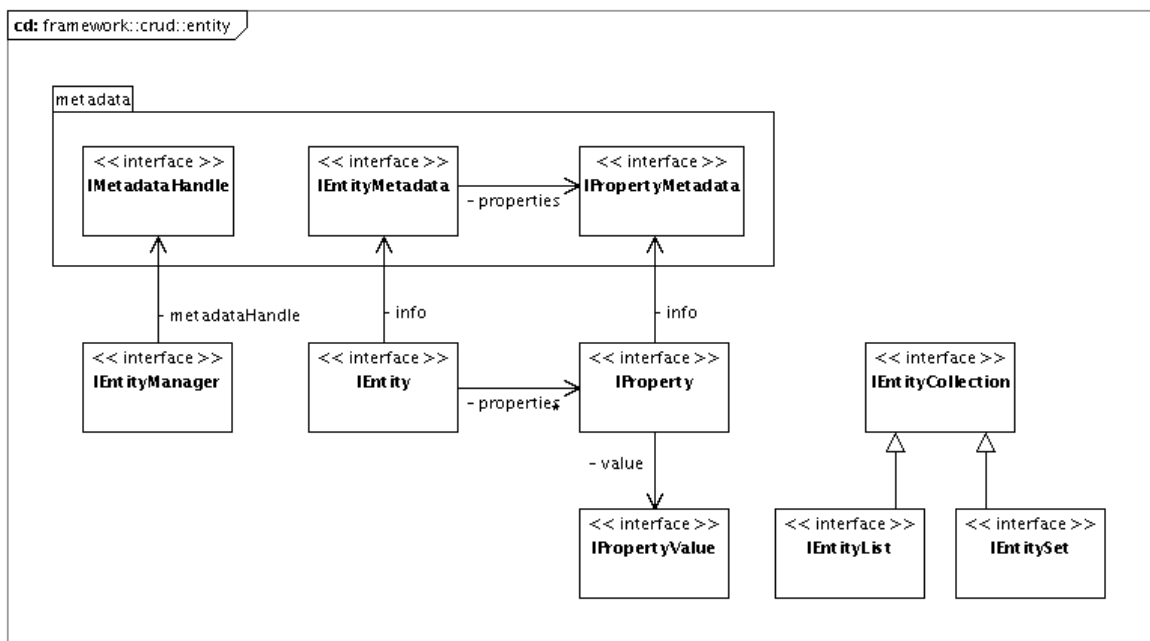 cd: framework::crud::entity
metadata
<< interface >>
IMetadataHandle
<< interface >>
IEntityMetadata
<< interface >>
IPropertyMetadata
- properties
- metadataHandle
- info
- info
<< interface >>
IEntityManager
<< interface >>
IEntity
<< interface >>
IProperty
<< interface >>
IEntityCollection
- properties
*
- value
<< interface >>
IPropertyValue
<< interface >>
IEntityList
<< interface >>
IEntitySet